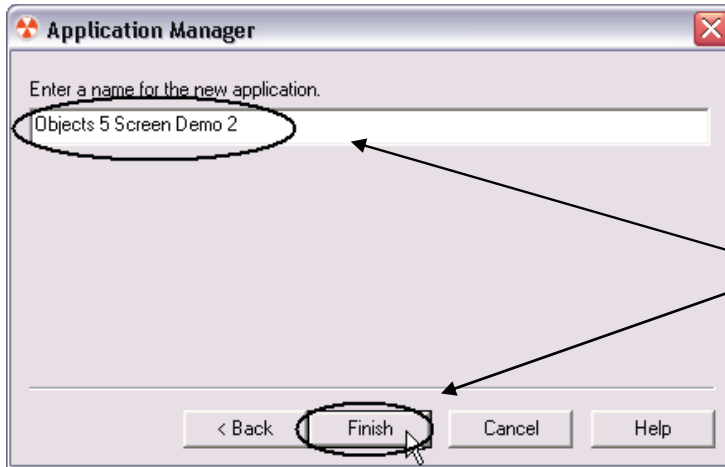 Application Manager
Enter a name for the new application.
Objects 5 Screen Demo 2
< Back Finish Cancel Help